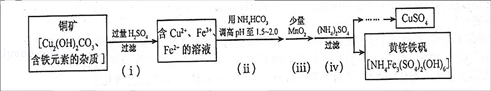 铜矿
[Cu₂(OH)₂CO₃、
含铁元素的杂质]
过量H₂SO₄
过滤
(i)
含Cu²⁺、Fe³⁺、
Fe²⁺的溶液
用NH₄HCO₃
调高pH至1.5~2.0
(ii)
少量
MnO₂
(iii)
(NH₄)₂SO₄
过滤
(iv)
……
CuSO₄
黄铵铁矾
[NH₄Fe₃(SO₄)₂(OH)₆]